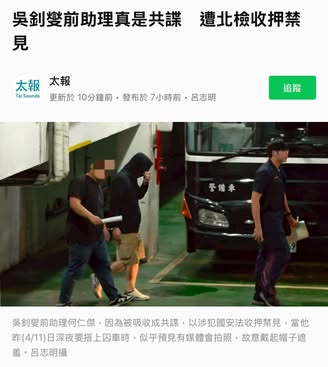 吳釗燮前助理真是共諜　遭北檢收押禁
見
太報
Tai Sounds
太報
更新於 10分鐘前・發布於 7小時前・呂志明
追蹤
警備車
吳釗燮前助理何仁傑，因為被吸收成共諜，以涉犯國安法收押禁見，當他
昨(4/11)日深夜要搭上囚車時，似乎預見有媒體會拍照，故意戴起帽子遮
羞。呂志明攝